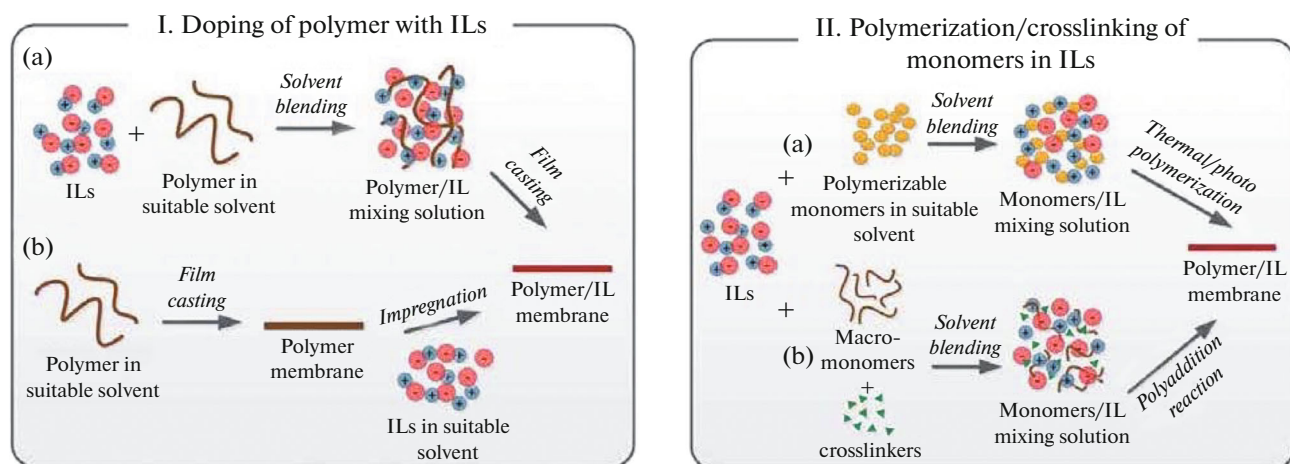 I. Doping of polymer with ILs
(a)
Solvent
blending
+
ILs
Polymer in
suitable solvent
Polymer/IL
mixing solution
Film
casting
(b)
Film
casting
Polymer in
suitable solvent
Polymer
membrane
Impregnation
ILs in suitable
solvent
Polymer/IL
membrane
II. Polymerization/crosslinking of
monomers in ILs
ILs
+
(a)
Polymerizable
monomers in suitable
solvent
Solvent
blending
Monomers/IL
mixing solution
Thermal/photo
polymerization
+
(b)
Macro-
monomers
+
crosslinkers
Solvent
blending
Monomers/IL
mixing solution
Polyaddition
reaction
Polymer/IL
membrane